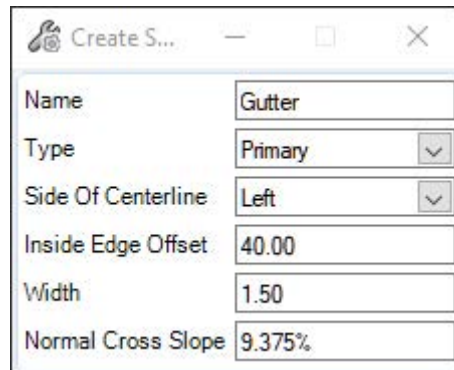 Create S...
Name Gutter
Type Primary
Side Of Centerline Left
Inside Edge Offset 40.00
Width 1.50
Normal Cross Slope 9.375%